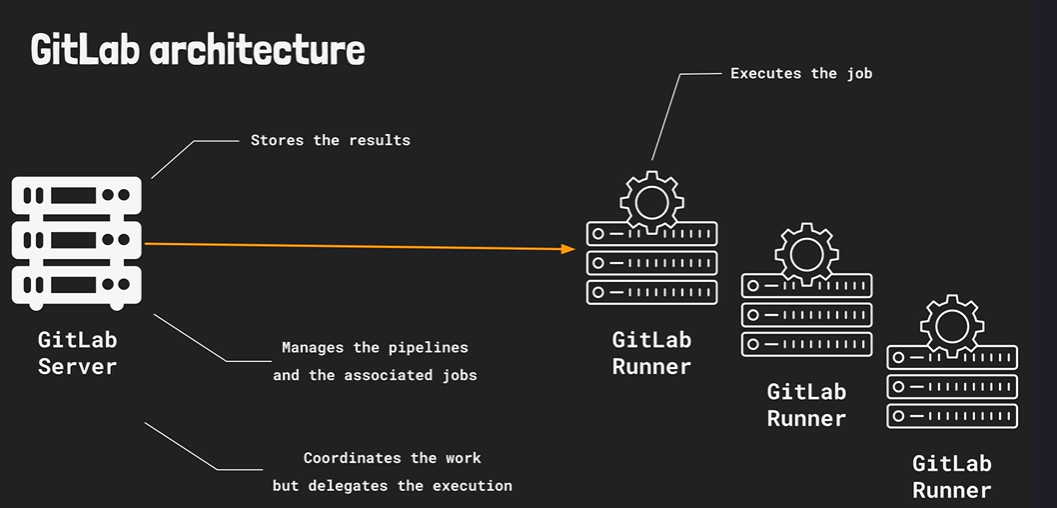 GitLab architecture
Executes the job
Stores the results
GitLab
Server
Manages the pipelines
and the associated jobs
Coordinates the work
but delegates the execution
GitLab
Runner
GitLab
Runner
GitLab
Runner